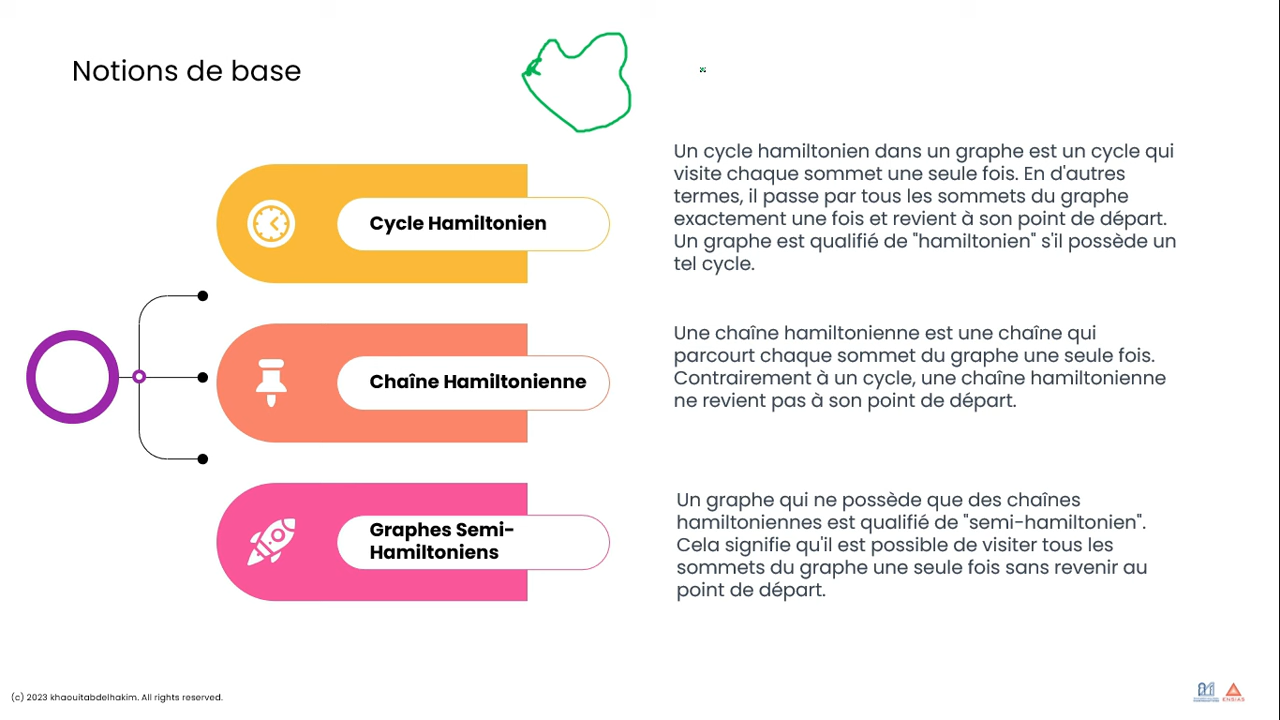 Notions de base
Un cycle hamiltonien dans un graphe est un cycle qui
visite chaque sommet une seule fois. En d'autres
termes, il passe par tous les sommets du graphe
exactement une fois et revient à son point de départ.
Un graphe est qualifié de "hamiltonien" s'il possède un
tel cycle.
Cycle Hamiltonien
Une chaîne hamiltonienne est une chaîne qui
parcourt chaque sommet du graphe une seule fois.
Contrairement à un cycle, une chaîne hamiltonienne
ne revient pas à son point de départ.
Chaîne Hamiltonienne
Un graphe qui ne possède que des chaînes
hamiltoniennes est qualifié de "semi-hamiltonien".
Cela signifie qu'il est possible de visiter tous les
sommets du graphe une seule fois sans revenir au
point de départ.
Graphes Semi-
Hamiltoniens
(c) 2023 khaouitabdelhakim. All rights reserved.
ENSIAS